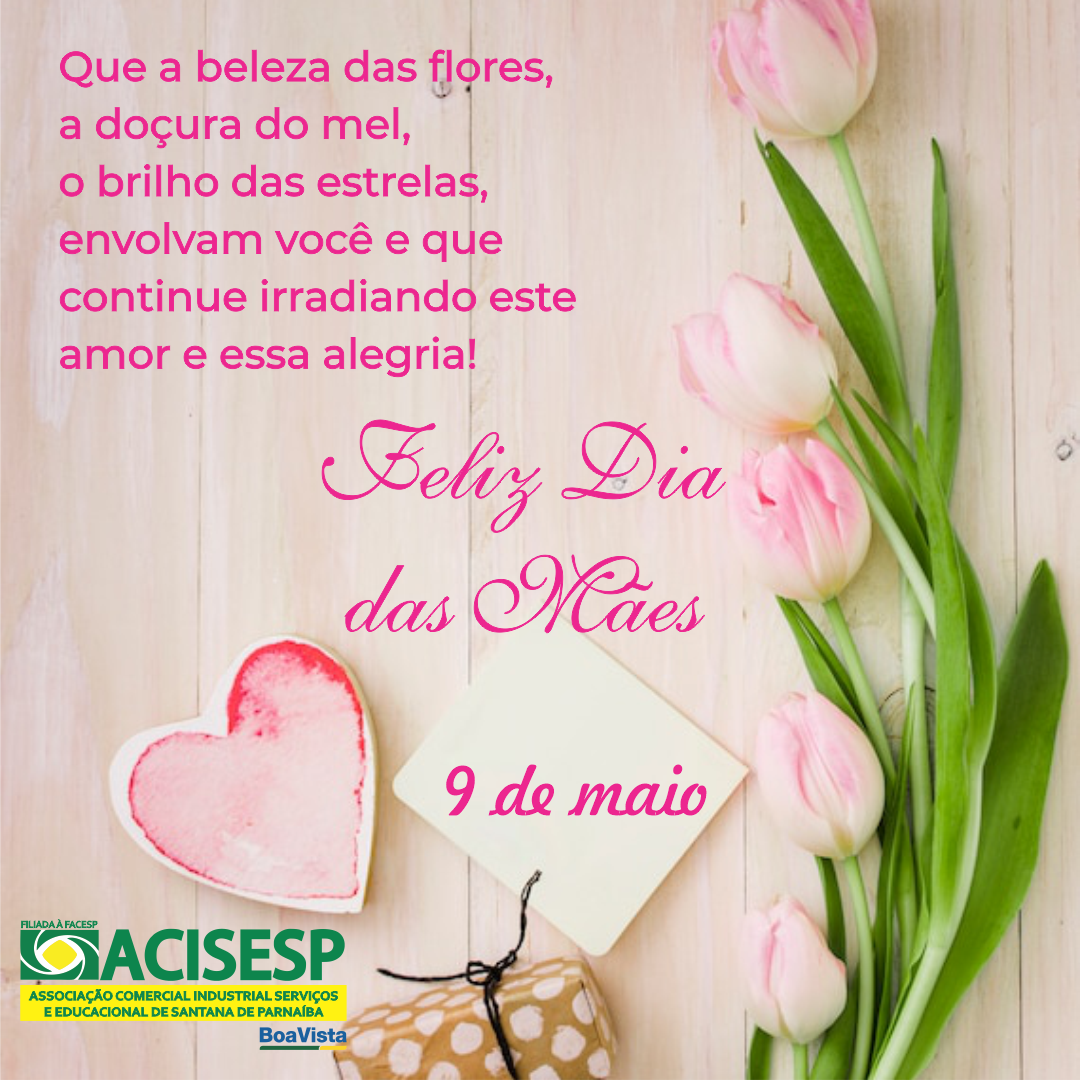 Que a beleza das flores,
a doçura do mel,
o brilho das estrelas,
envolvam você e que
continue irradiando este
amor e essa alegria!
Feliz Dia
das Mães
9 de maio
FILIADA À FACESP
ACISESP
ASSOCIAÇÃO COMERCIAL INDUSTRIAL SERVIÇOS
E EDUCACIONAL DE SANTANA DE PARNAÍBA
BoaVista